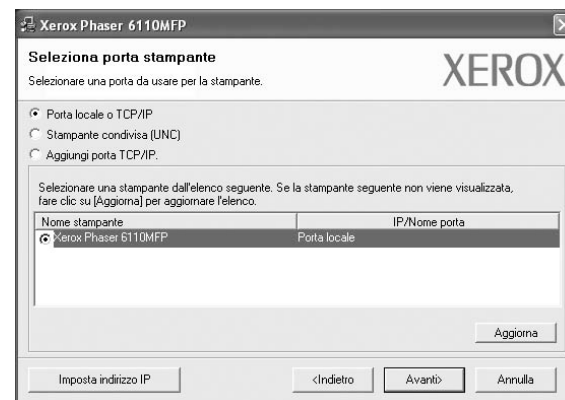 Xerox Phaser 6110MFP
Seleziona porta stampante
Selezionare una porta da usare per la stampante.
XEROX
Porta locale o TCP/IP
Stampante condivisa (UNC)
Aggiungi porta TCP/IP.
Selezionare una stampante dall'elenco seguente. Se la stampante seguente non viene visualizzata,
fare clic su [Aggiorna] per aggiornare l'elenco.
Nome stampante IP/Nome porta
Xerox Phaser 6110MFP Porta locale
Aggiorna
Imposta indirizzo IP <Indietro Avanti> Annulla